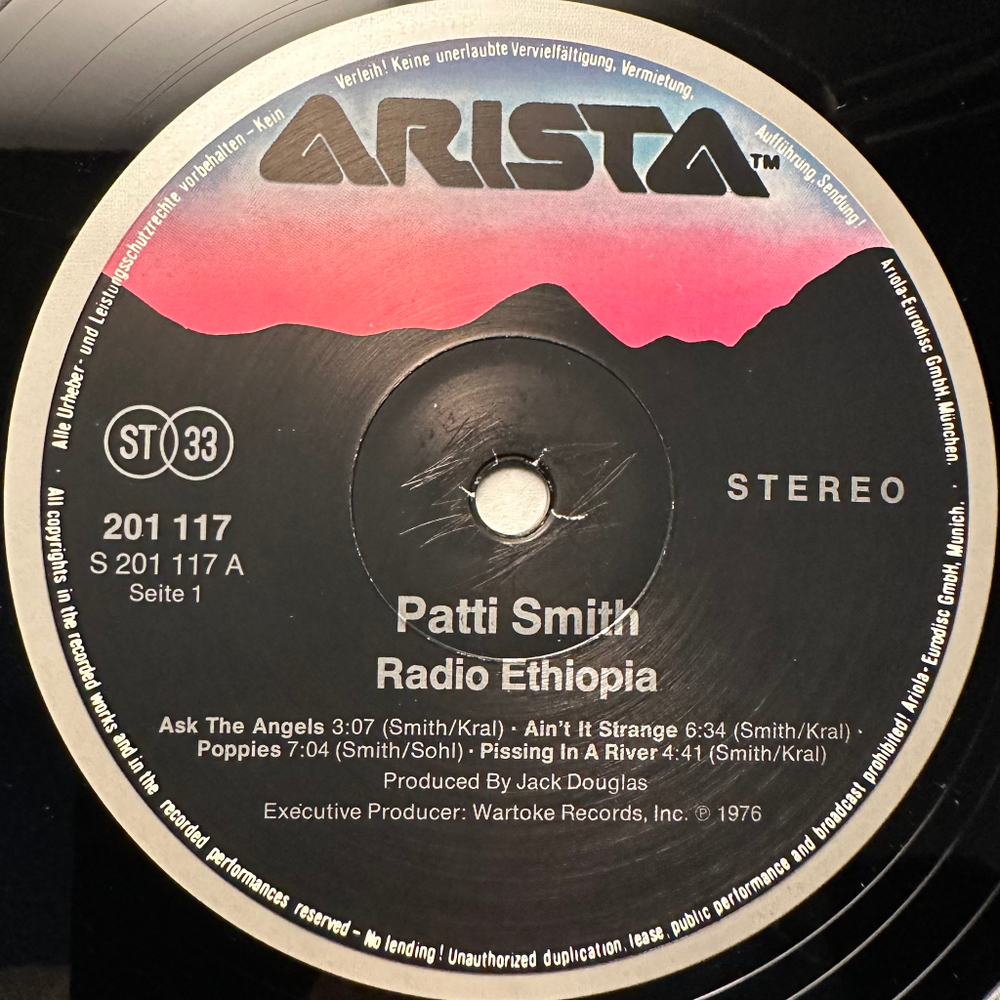 Alle Urheber- und Leistungsschutzrechte vorbehalten – Kein Verleih! Keine unerlaubte Vervielfältigung, Vermietung, Aufführung, Sendung!
ARISTA™
Ariola-Eurodisc GmbH, München.
ST 33
STEREO
201 117
S 201 117 A
Seite 1
Patti Smith
Radio Ethiopia
Ask The Angels 3:07 (Smith/Kral) · Ain't It Strange 6:34 (Smith/Kral) ·
Poppies 7:04 (Smith/Sohl) · Pissing In A River 4:41 (Smith/Kral)
Produced By Jack Douglas
Executive Producer: Wartoke Records, Inc. ℗ 1976
· All copyrights in the recorded works and in the recorded performances reserved – No lending! Unauthorized duplication, lease, public performance and broadcast prohibited! Ariola-Eurodisc GmbH, Munich. ·